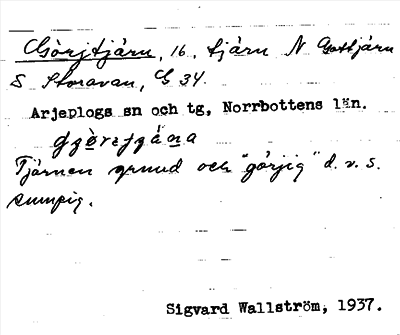 Görjtjärn, 16, tjärn N Gottjärn
S Storavan, G 34.
Arjeplogs sn och tg, Norrbottens län.
Tjärnen grund och "görjig" d. v. s.
sumpig.
Sigvard Wallström, 1937.